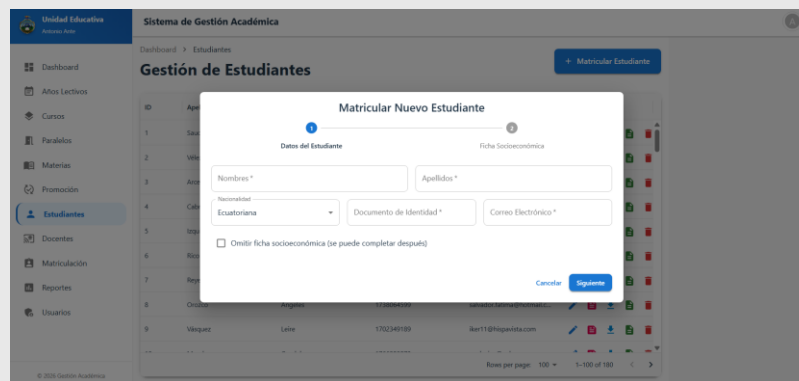 Unidad Educativa
Antonio Ante
Sistema de Gestión Académica
Dashboard > Estudiantes
Gestión de Estudiantes
+ Matricular Estudiante
Dashboard
Años Lectivos
Cursos
Paralelos
Materias
Promoción
Estudiantes
Docentes
Matriculación
Reportes
Usuarios
© 2026 Gestión Académica
ID
1
2
3
4
5
6
7
8 Orozco Ángeles
9 Vásquez Leire 1702349189 iker11@hispavista.com
Rows per page: 100 1–100 of 180
Matricular Nuevo Estudiante
1 2
Datos del Estudiante Ficha Socioeconómica
Nombres * Apellidos *
Nacionalidad
Ecuatoriana Documento de Identidad * Correo Electrónico *
Omitir ficha socioeconómica (se puede completar después)
Cancelar Siguiente